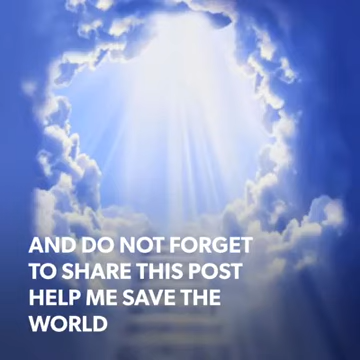 AND DO NOT FORGET
TO SHARE THIS POST
HELP ME SAVE THE
WORLD